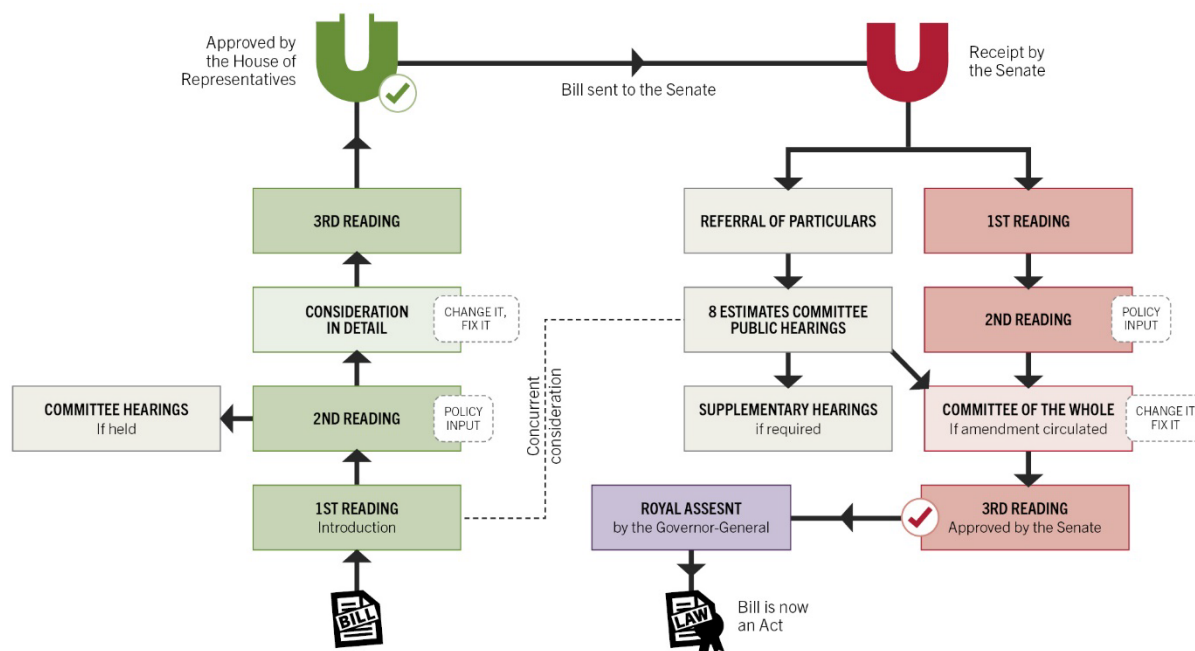 Approved by
the House of
Representatives
Bill sent to the Senate
Receipt by
the Senate
3RD READING
REFERRAL OF PARTICULARS
1ST READING
CONSIDERATION
IN DETAIL
CHANGE IT,
FIX IT
8 ESTIMATES COMMITTEE
PUBLIC HEARINGS
2ND READING
POLICY
INPUT
Concurrent
consideration
COMMITTEE HEARINGS
If held
2ND READING
POLICY
INPUT
SUPPLEMENTARY HEARINGS
if required
COMMITTEE OF THE WHOLE
If amendment circulated
CHANGE IT,
FIX IT
1ST READING
Introduction
ROYAL ASSESNT
by the Governor-General
3RD READING
Approved by the Senate
BILL
LAW
Bill is now
an Act